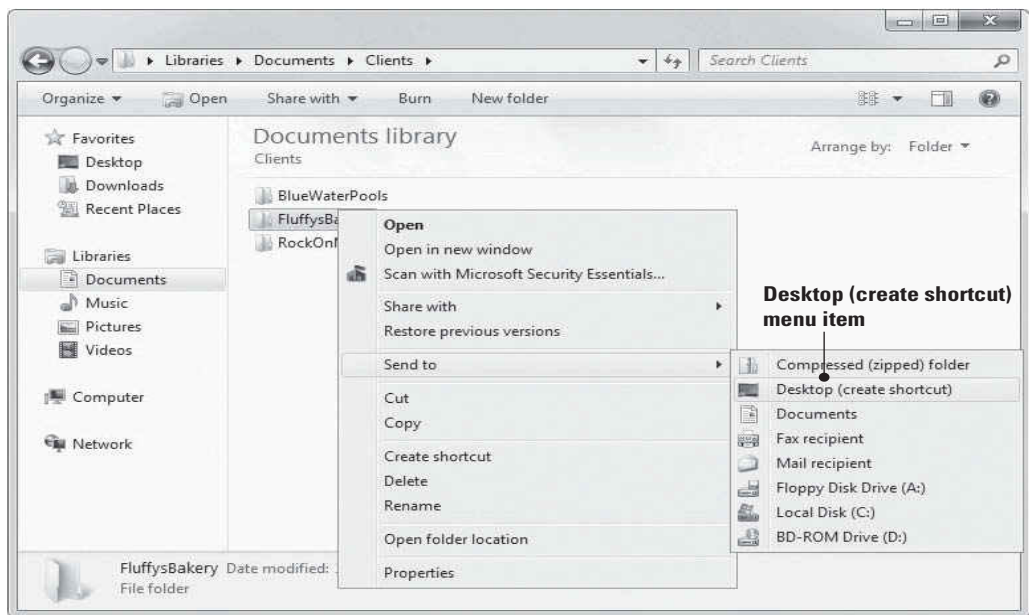 Libraries ▸ Documents ▸ Clients ▸
Search Clients
Organize Open Share with Burn New folder
Favorites
Desktop
Downloads
Recent Places
Libraries
Documents
Music
Pictures
Videos
Computer
Network
Documents library
Clients
Arrange by: Folder
BlueWaterPools
FluffysBa
Open
Open in new window
Scan with Microsoft Security Essentials...
Share with
Restore previous versions
Send to
Cut
Copy
Create shortcut
Delete
Rename
Open folder location
Properties
Desktop (create shortcut)
menu item
Compressed (zipped) folder
Desktop (create shortcut)
Documents
Fax recipient
Mail recipient
Floppy Disk Drive (A:)
Local Disk (C:)
BD-ROM Drive (D:)
FluffysBakery Date modified:
File folder